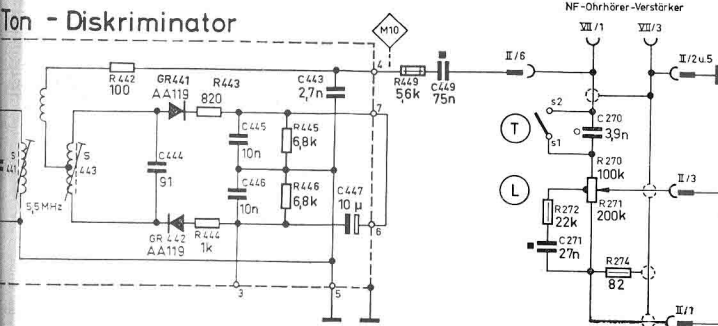 Ton - Diskriminator
NF-Ohrhörer-Verstärker
VII/1
VII/3
M10
4
II/6
II/2u.5
R442
100
GR441
AA119
R443
820
C443
2,7n
R449
56k
C449
75n
7
s2
C270
3,9n
T
s1
C445
10n
R445
6,8k
S
441
S
443
C444
91
R270
100k
L
II/3
R271
200k
C446
10n
R446
6,8k
C447
10 µ
R272
22k
5,5MHz
GR442
AA119
R444
1k
6
C271
27n
R274
82
3
5
II/7